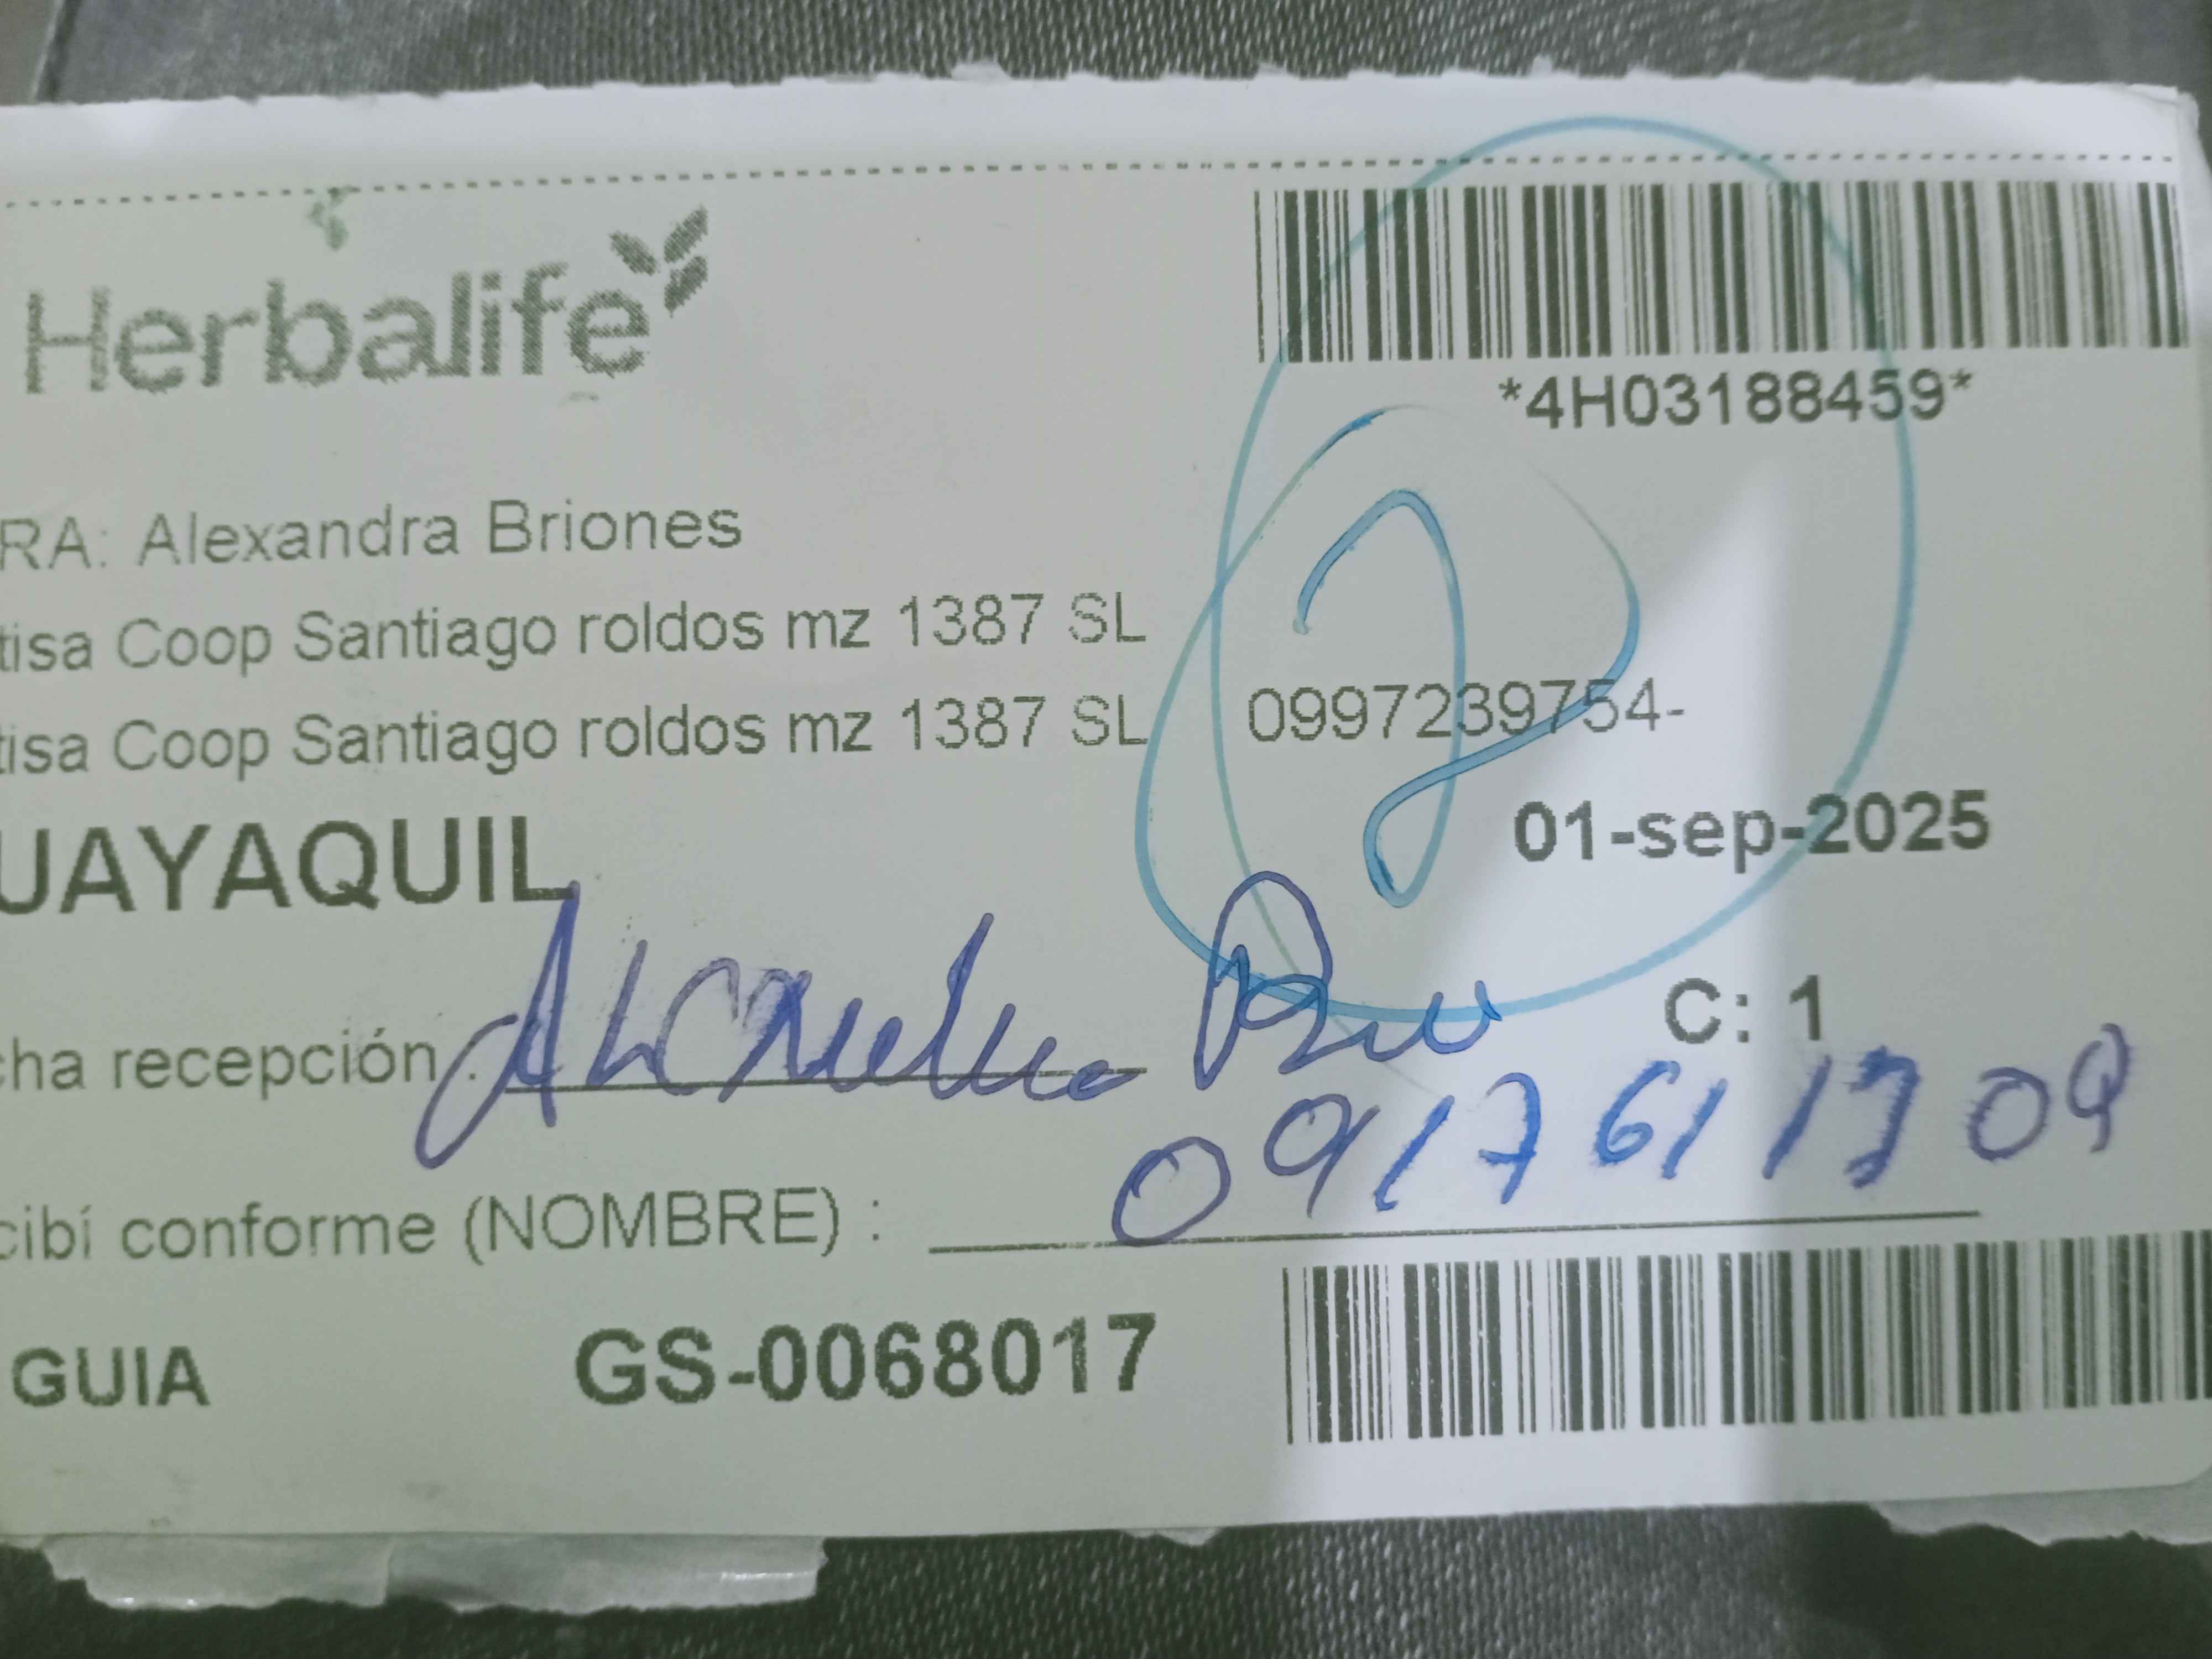 Herbalife
*4H03188459*
RA: Alexandra Briones
tisa Coop Santiago roldos mz 1387 SL
tisa Coop Santiago roldos mz 1387 SL 0997239754-
UAYAQUIL 01-sep-2025
C: 1
cha recepción :
cibí conforme (NOMBRE) :
GUIA GS-0068017